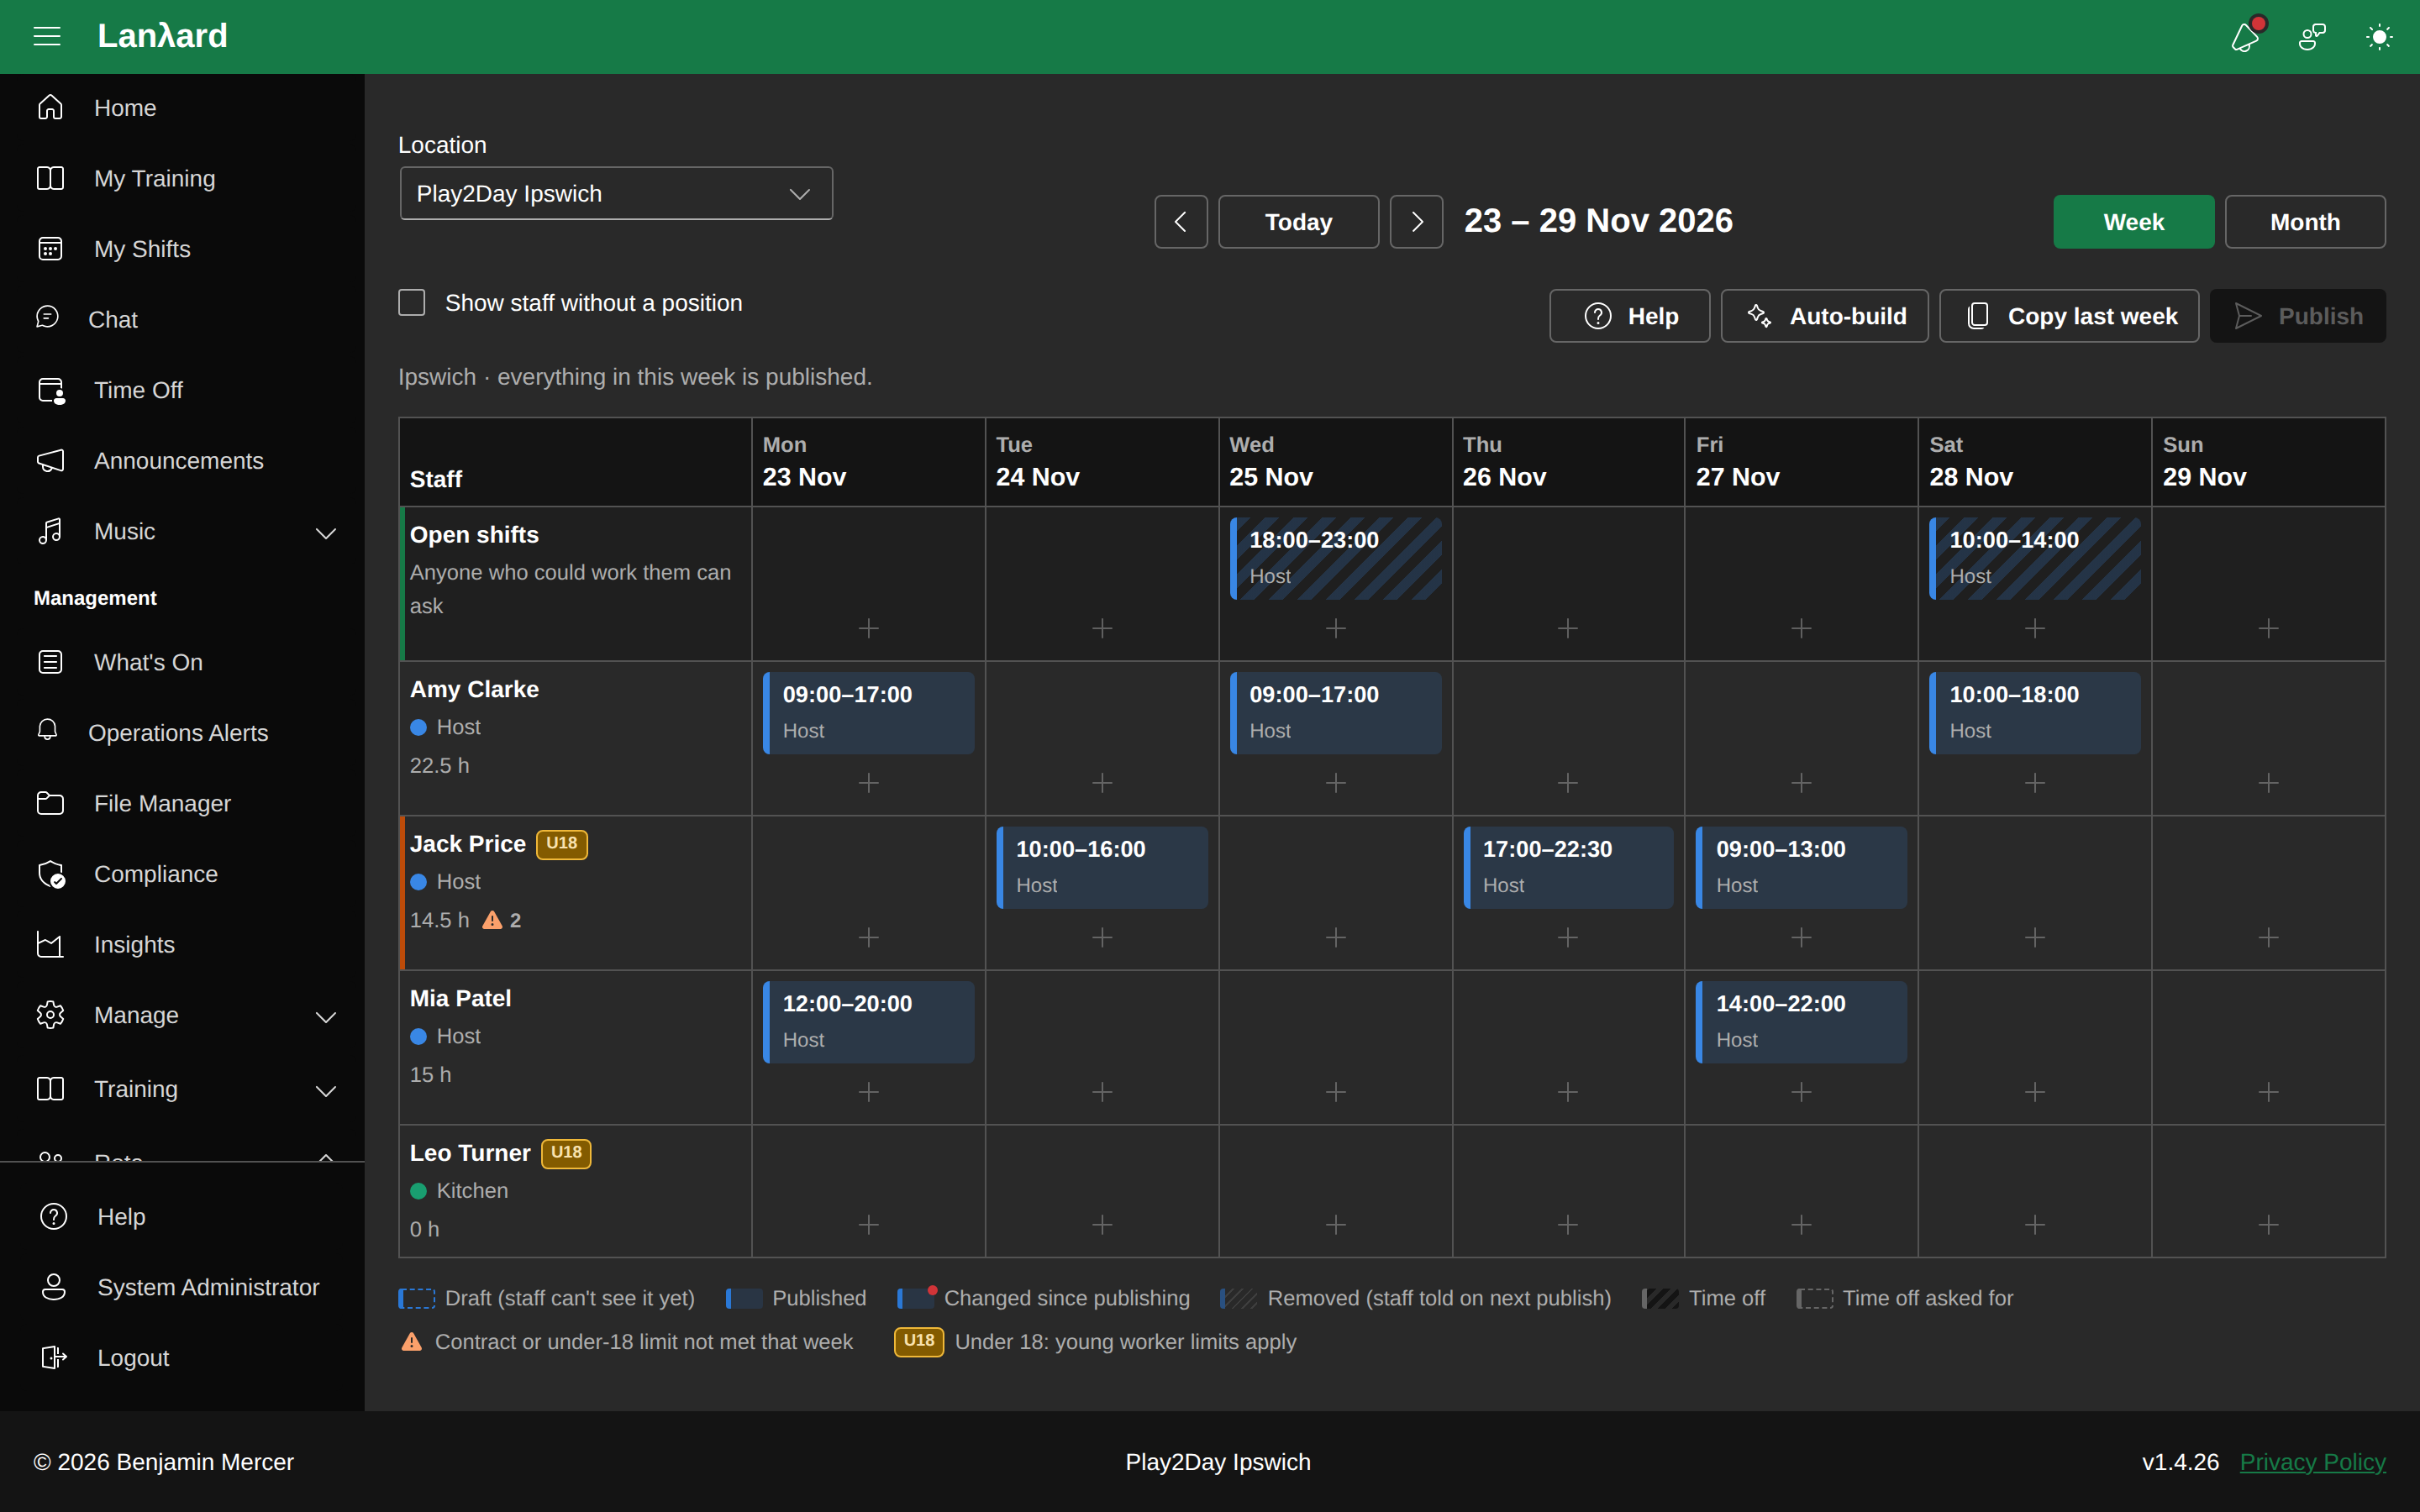 Lanλard
Home
My Training
My Shifts
Chat
Time Off
Announcements
Music
Management
What's On
Operations Alerts
File Manager
Compliance
Insights
Manage
Training
Rota
Help
System Administrator
Logout
Location
Play2Day Ipswich
Today
23 – 29 Nov 2026
Week
Month
Show staff without a position
Help
Auto-build
Copy last week
Publish
Ipswich · everything in this week is published.
Staff
Mon
23 Nov
Tue
24 Nov
Wed
25 Nov
Thu
26 Nov
Fri
27 Nov
Sat
28 Nov
Sun
29 Nov
Open shifts
Anyone who could work them can
ask
18:00–23:00
Host
10:00–14:00
Host
Amy Clarke
Host
22.5 h
09:00–17:00
Host
09:00–17:00
Host
10:00–18:00
Host
Jack Price U18
Host
14.5 h 2
10:00–16:00
Host
17:00–22:30
Host
09:00–13:00
Host
Mia Patel
Host
15 h
12:00–20:00
Host
14:00–22:00
Host
Leo Turner U18
Kitchen
0 h
Draft (staff can't see it yet)
Published
Changed since publishing
Removed (staff told on next publish)
Time off
Time off asked for
Contract or under-18 limit not met that week
U18 Under 18: young worker limits apply
© 2026 Benjamin Mercer
Play2Day Ipswich
v1.4.26
Privacy Policy